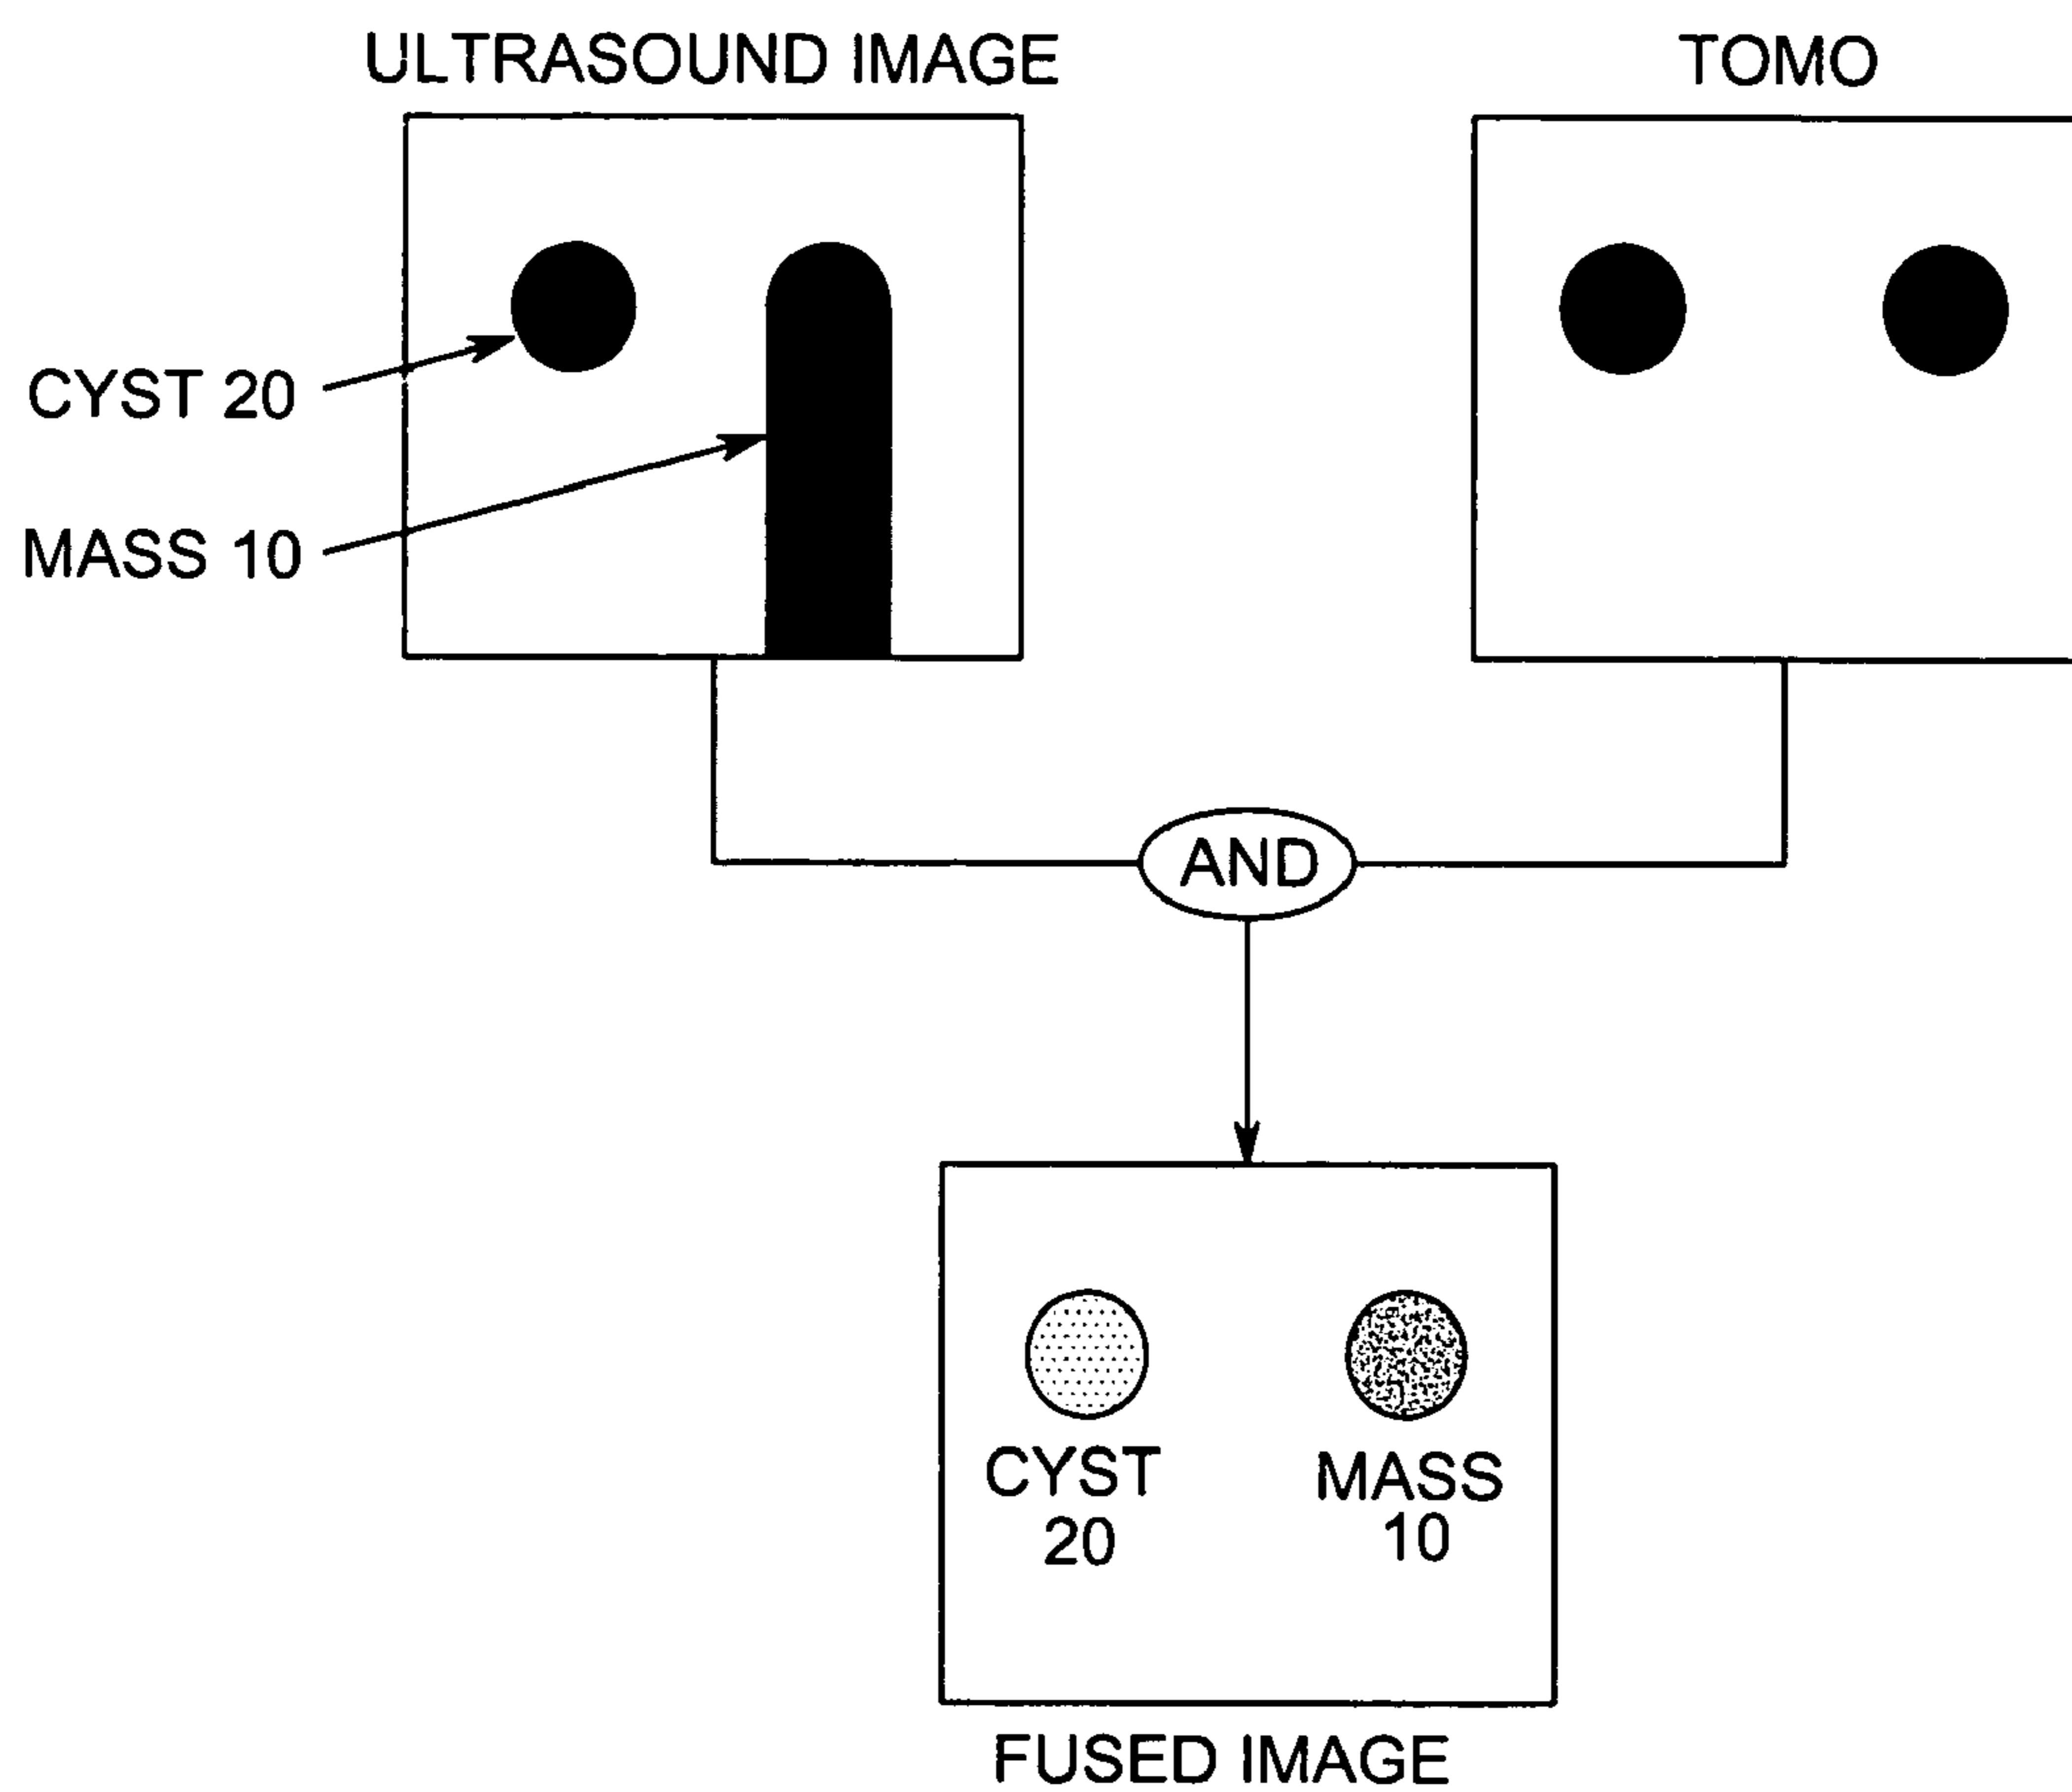 ULTRASOUND IMAGE
TOMO
CYST 20
MASS 10
AND
CYST
20
MASS
10
FUSED IMAGE